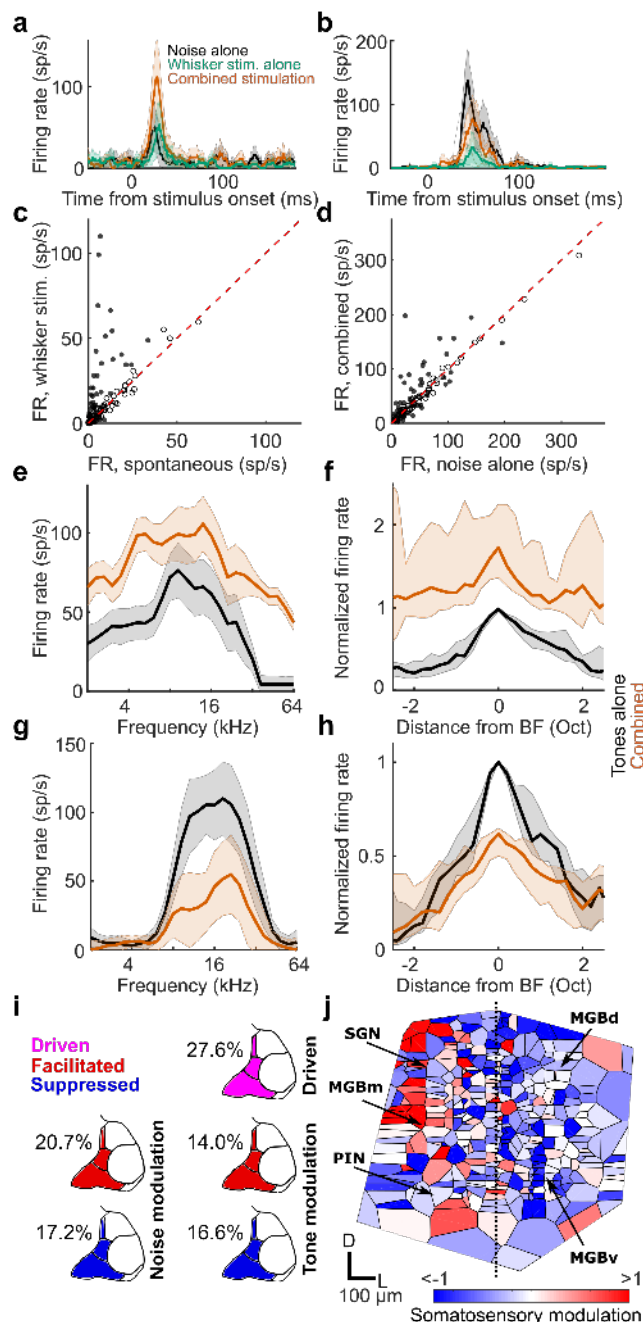 a
b
Noise alone
Whisker stim. alone
Combined stimulation
Firing rate (sp/s)
100
0
0
100
Time from stimulus onset (ms)
Firing rate (sp/s)
200
100
0
0
100
Time from stimulus onset (ms)
c
d
FR, whisker stim. (sp/s)
100
50
0
0
50
100
FR, spontaneous (sp/s)
FR, combined (sp/s)
300
200
100
0
0
100
200
300
FR, noise alone (sp/s)
e
f
Firing rate (sp/s)
100
50
0
4
16
64
Frequency (kHz)
Normalized firing rate
2
1
0
-2
0
2
Distance from BF (Oct)
Tones alone
Combined
g
h
Firing rate (sp/s)
150
100
50
0
4
16
64
Frequency (kHz)
Normalized firing rate
1
0.5
0
-2
0
2
Distance from BF (Oct)
i
j
Driven
Facilitated
Suppressed
27.6%
Driven
20.7%
14.0%
17.2%
16.6%
Noise modulation
Tone modulation
MGBd
SGN
MGBm
PIN
MGBv
D
L
100 µm
<-1
>1
Somatosensory modulation